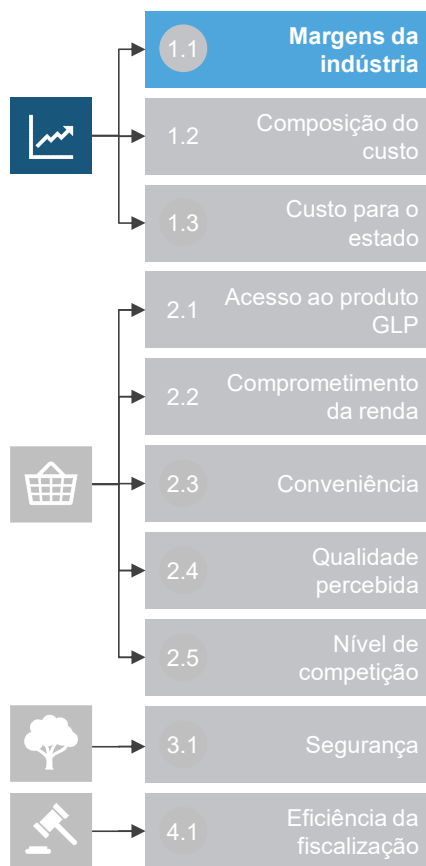 1.1
Margens da
indústria
1.2
Composição do
custo
1.3
Custo para o
estado
2.1
Acesso ao produto
GLP
2.2
Comprometimento
da renda
2.3
Conveniência
2.4
Qualidade
percebida
2.5
Nível de
competição
3.1
Segurança
4.1
Eficiência da
fiscalização